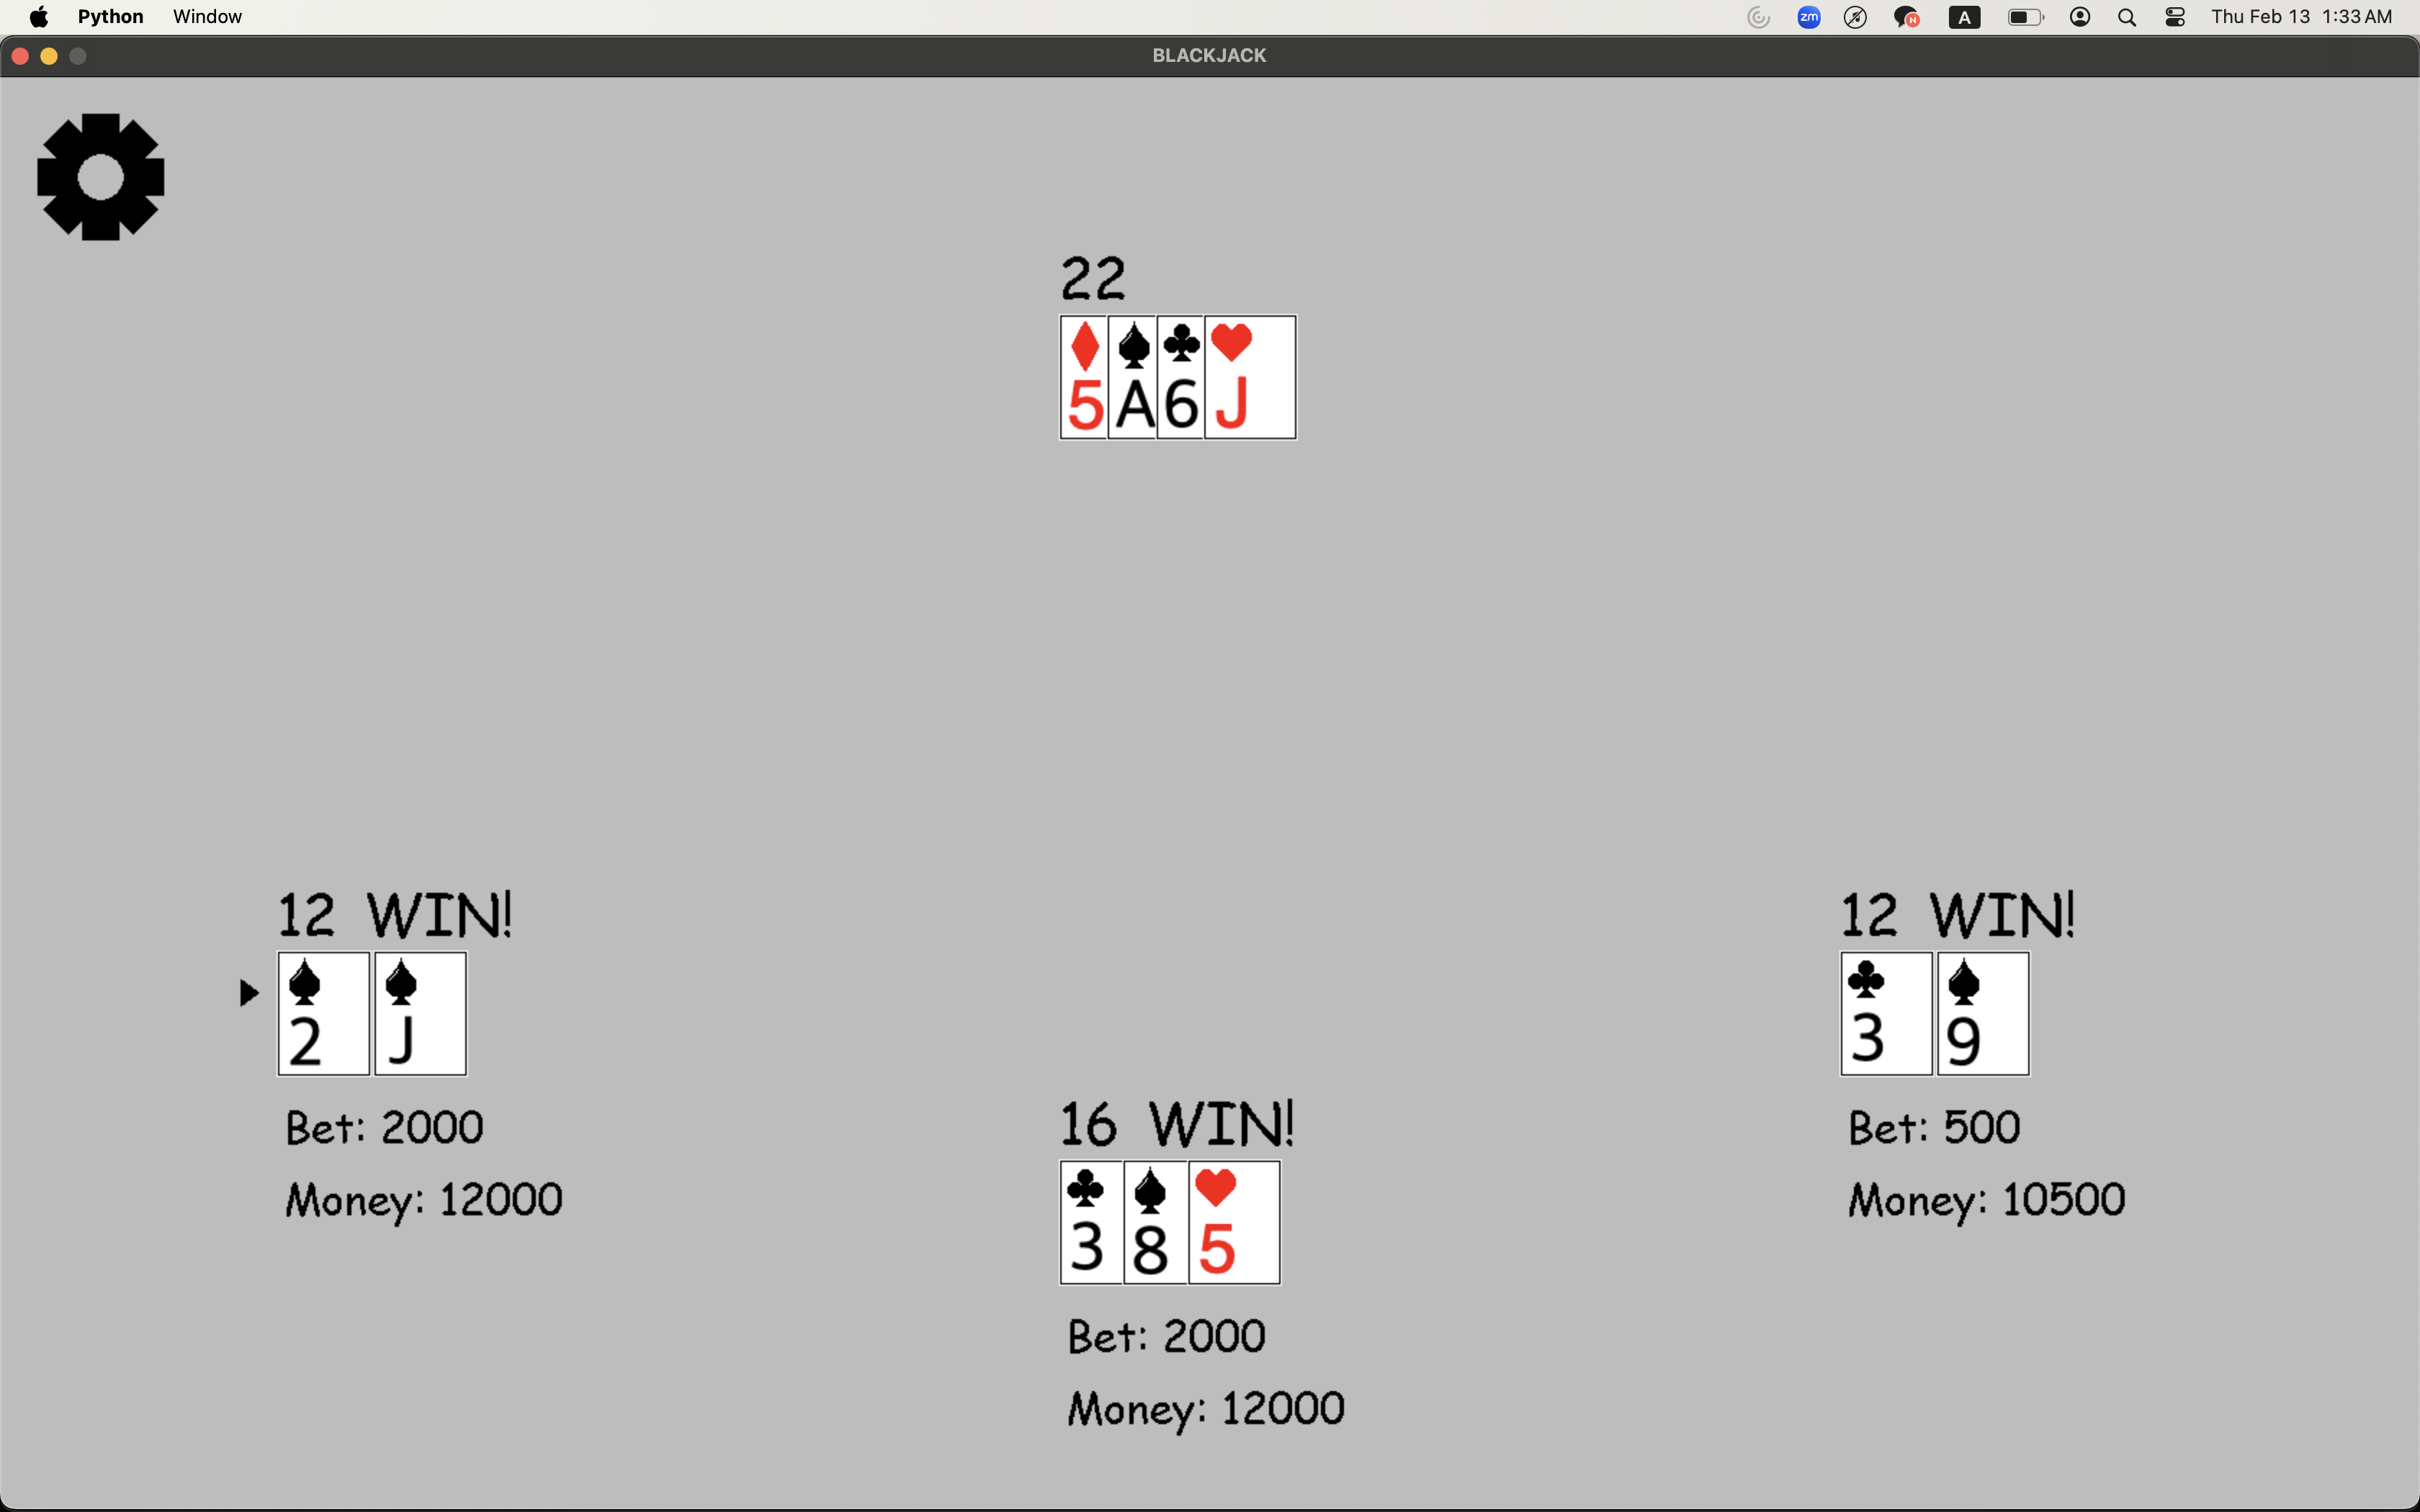 Python Window zm N A Thu Feb 13 1:33 AM
BLACKJACK
22
5 A 6 J
12 WIN!
2 J
Bet: 2000
Money: 12000
16 WIN!
3 8 5
Bet: 2000
Money: 12000
12 WIN!
3 9
Bet: 500
Money: 10500